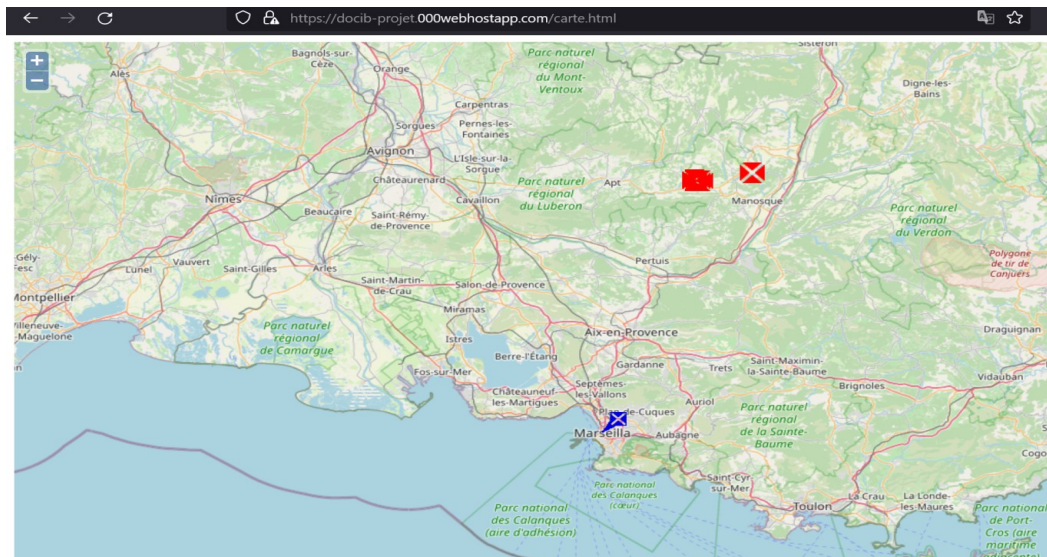 https://docib-projet.000webhostapp.com/carte.html
+
−
Alès
Bagnols-sur-
Cèze
Orange
Parc naturel
régional
du Mont-
Ventoux
Sisteron
Digne-les-
Bains
Carpentras
Sorgues
Pernes-les-
Fontaines
Avignon
L'Isle-sur-la-
Sorgue
Châteaurenard
Cavaillon
Parc naturel
régional
du Luberon
Apt
Manosque
Nîmes
Beaucaire
Saint-Rémy-
de-Provence
Parc naturel
régional
du Verdon
-Gély-
Fesc
Lunel
Vauvert
Saint-Gilles
Arles
Pertuis
Polygone
de tir de
Canjuers
Saint-Martin-
de-Crau
Salon-de-Provence
Montpellier
Miramas
Villeneuve-
-Maguelone
Parc naturel
régional
de Camargue
Istres
Aix-en-Provence
Draguignan
Berre-l'Étang
Gardanne
Trets
Saint-Maximin-
la-Sainte-Baume
Fos-sur-Mer
Septèmes-
les-Vallons
Brignoles
Vidauban
Châteauneuf-
les-Martigues
Plan-de-Cuques
Auriol
Parc naturel
régional
de la Sainte-
Baume
Marseille
Aubagne
Parc national
des Calanques
(cœur)
Saint-Cyr-
sur-Mer
Parc national
des Calanques
(aire d'adhésion)
Toulon
La Crau
La Londe-
les-Maures
Cogo
Parc national
de Port-
Cros (aire
maritime